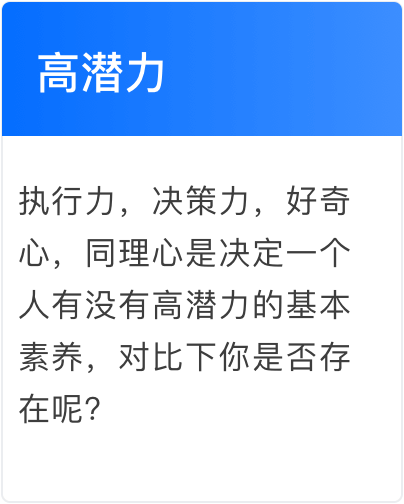 高潜力
执行力，决策力，好奇
心，同理心是决定一个
人有没有高潜力的基本
素养，对比下你是否存
在呢？